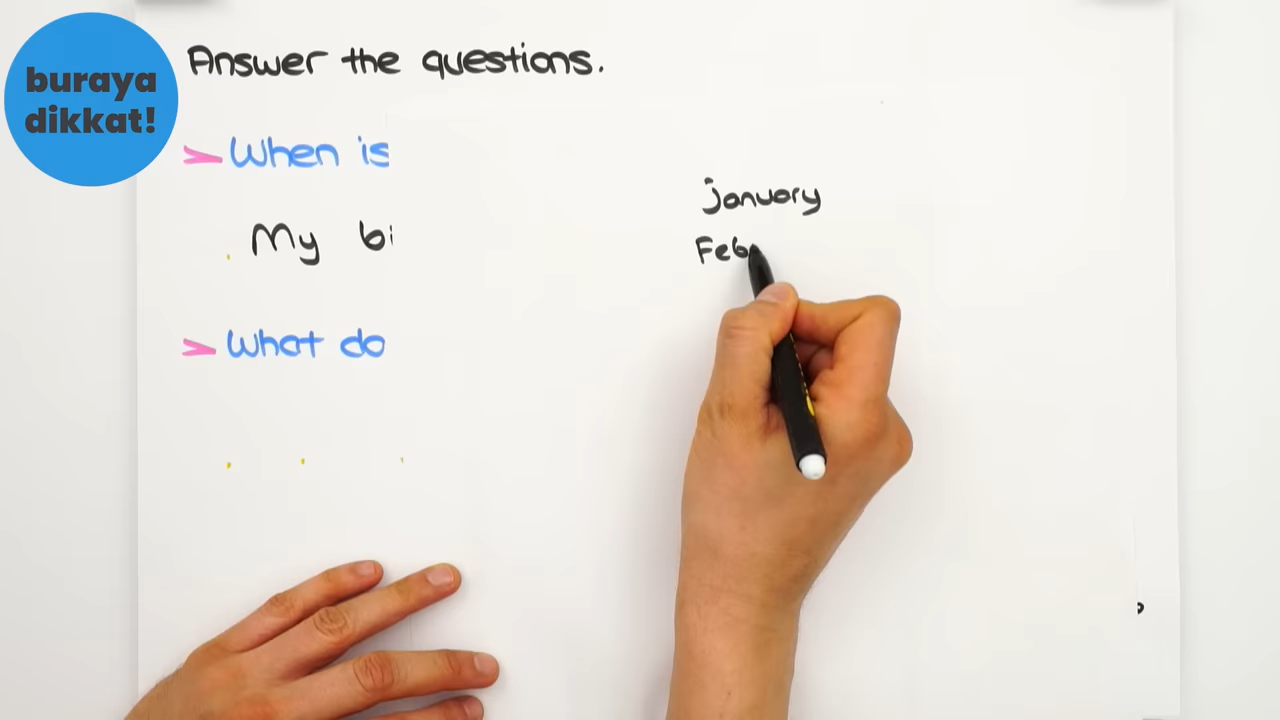 buraya
dikkat!
Answer the questions.
When is
My bi
What do
january
Feb